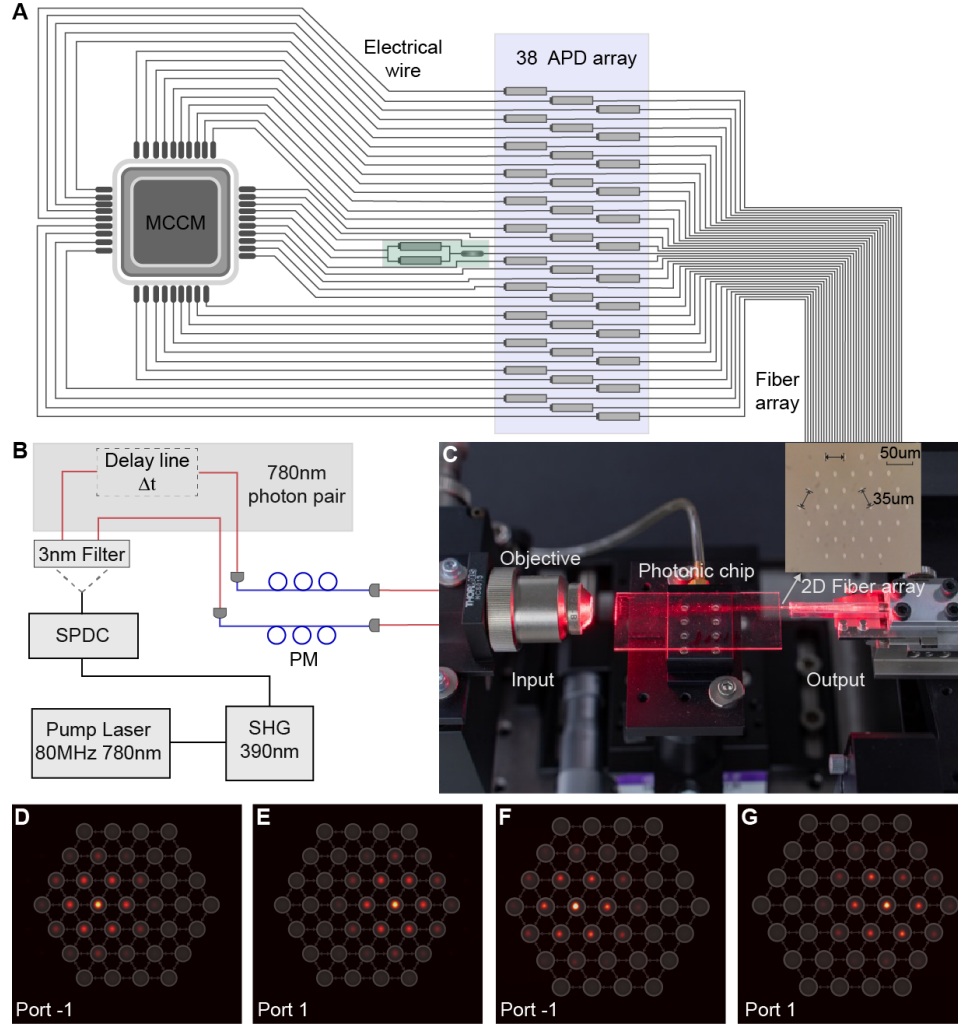 A
Electrical
wire
38 APD array
MCCM
Fiber
array
B
Delay line
Δt
780nm
photon pair
3nm Filter
SPDC
PM
Pump Laser
80MHz 780nm
SHG
390nm
C
50um
35um
Objective
Photonic chip
2D Fiber array
Input
Output
D
Port -1
E
Port 1
F
Port -1
G
Port 1